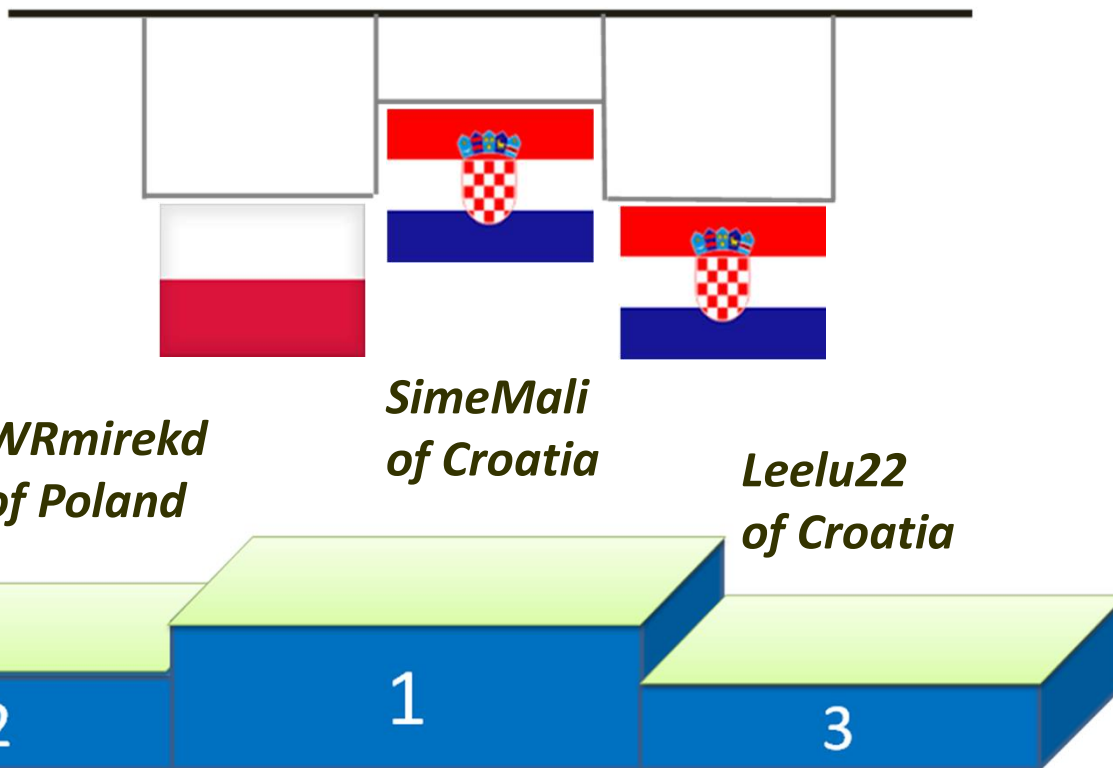 SimeMali
of Croatia
WRmirekd
of Poland
Leelu22
of Croatia
1
2
3